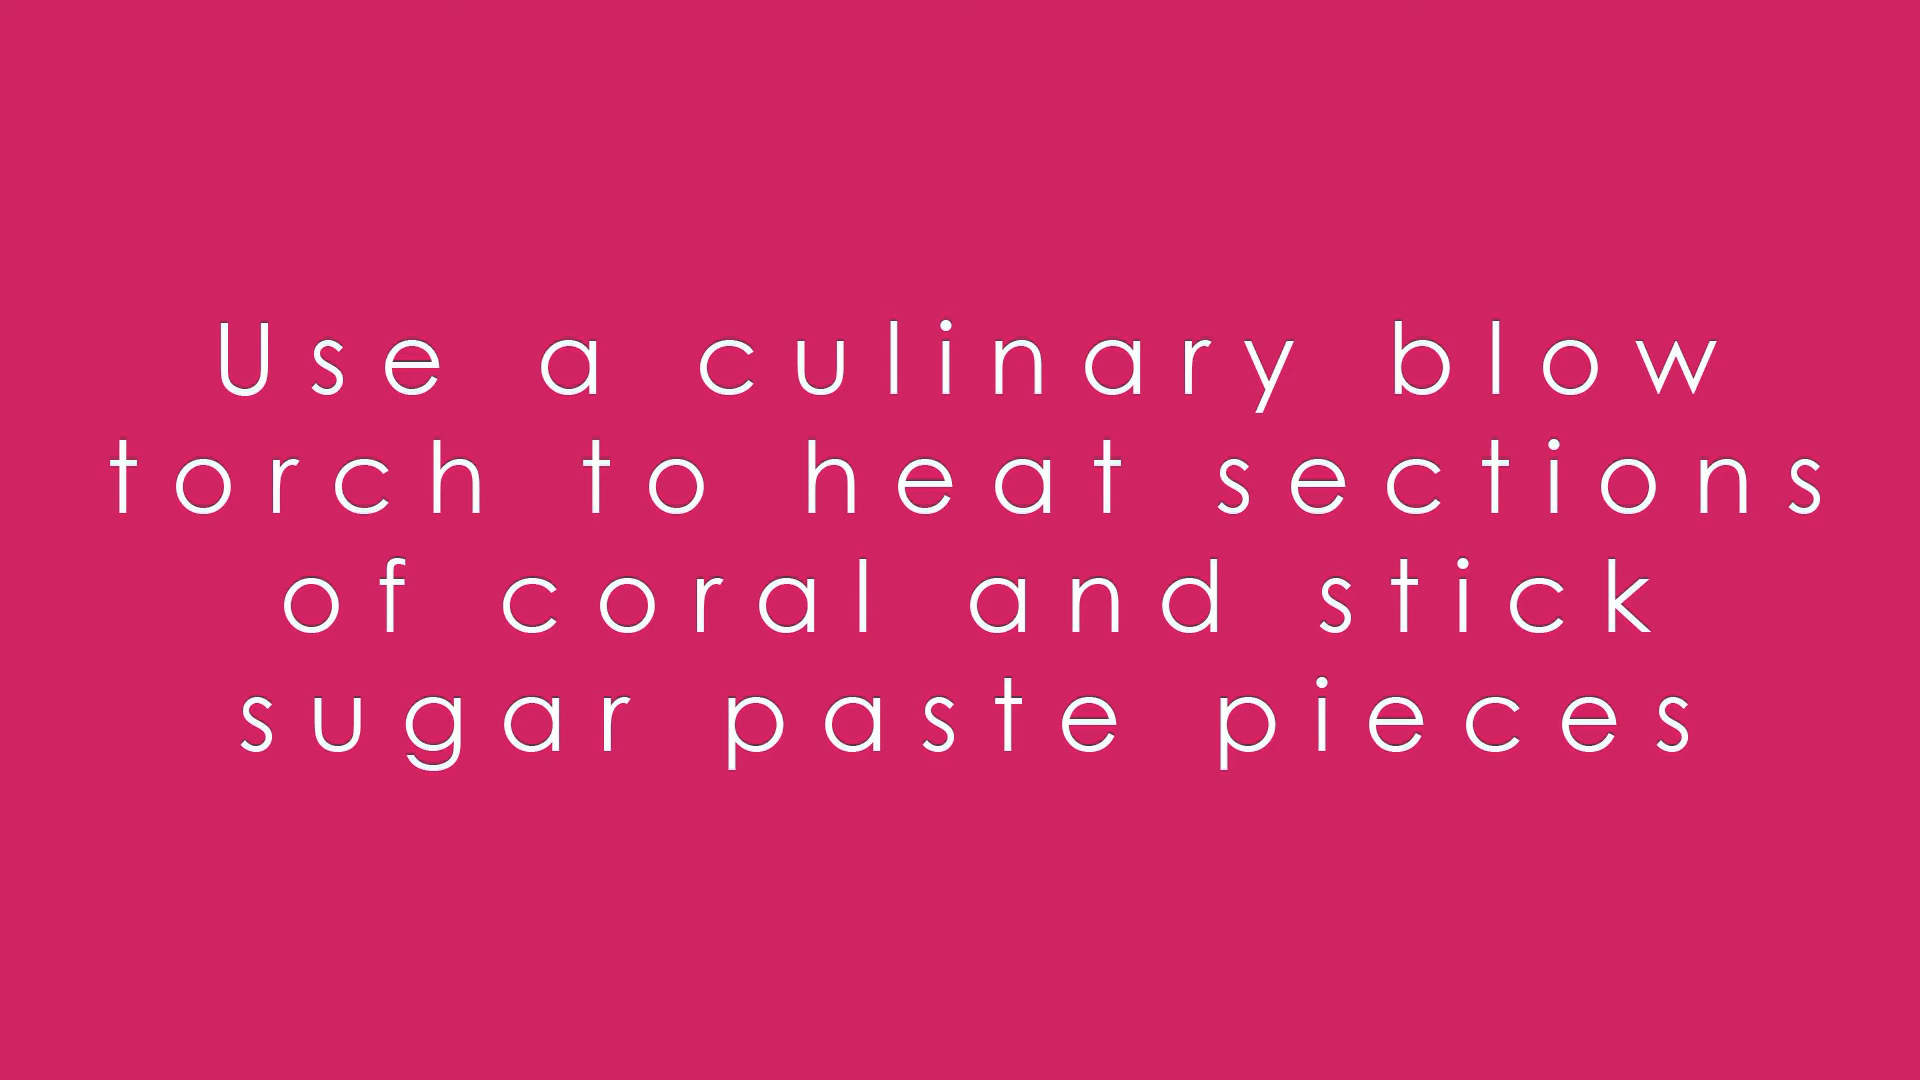 Use a culinary blow
torch to heat sections
of coral and stick
sugar paste pieces